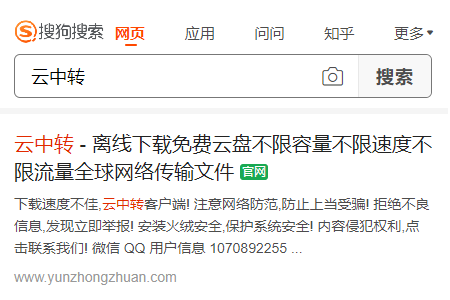 搜狗搜索 网页 应用 问问 知乎 更多
云中转 搜索
云中转 - 离线下载免费云盘不限容量不限速度不
限流量全球网络传输文件 官网
下载速度不佳,云中转客户端! 注意网络防范,防止上当受骗! 拒绝不良
信息,发现立即举报! 安装火绒安全,保护系统安全! 内容侵犯权利,点
击联系我们! 微信 QQ 用户信息 1070892255 ...
www.yunzhongzhuan.com